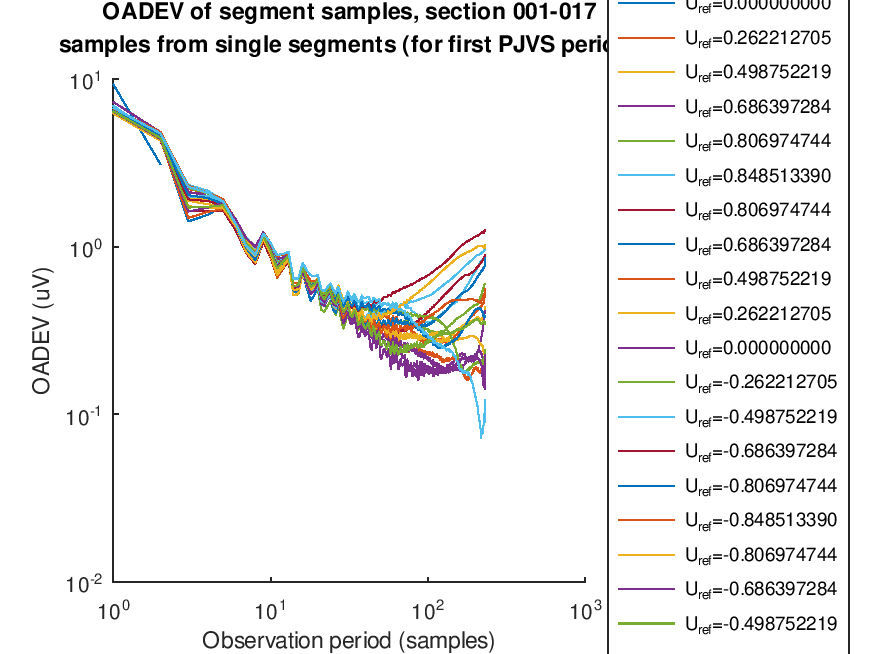 OADEV of segment samples, section 001-017
samples from single segments (for first PJVS
10^1
10^0
10^-1
10^-2
OADEV (uV)
10^0
10^1
10^2
10^3
Observation period (samples)
U_ref=0.000000000
U_ref=0.262212705
U_ref=0.498752219
U_ref=0.686397284
U_ref=0.806974744
U_ref=0.848513390
U_ref=0.806974744
U_ref=0.686397284
U_ref=0.498752219
U_ref=0.262212705
U_ref=0.000000000
U_ref=-0.262212705
U_ref=-0.498752219
U_ref=-0.686397284
U_ref=-0.806974744
U_ref=-0.848513390
U_ref=-0.806974744
U_ref=-0.686397284
U_ref=-0.498752219